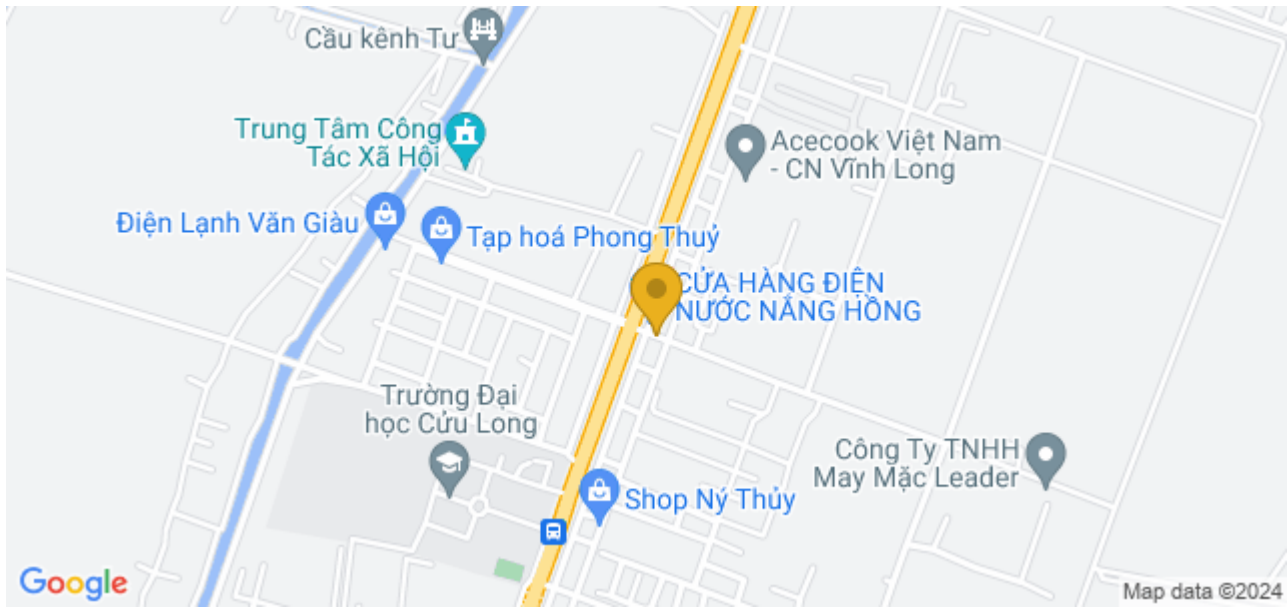 Cầu kênh Tư
Trung Tâm Công
Tác Xã Hội
Acecook Việt Nam
- CN Vĩnh Long
Điện Lạnh Văn Giàu
Tạp hoá Phong Thuỷ
CỬA HÀNG ĐIỆN
NƯỚC NẮNG HỒNG
Trường Đại
học Cửu Long
Công Ty TNHH
May Mặc Leader
Shop Ný Thủy
Google
Map data ©2024